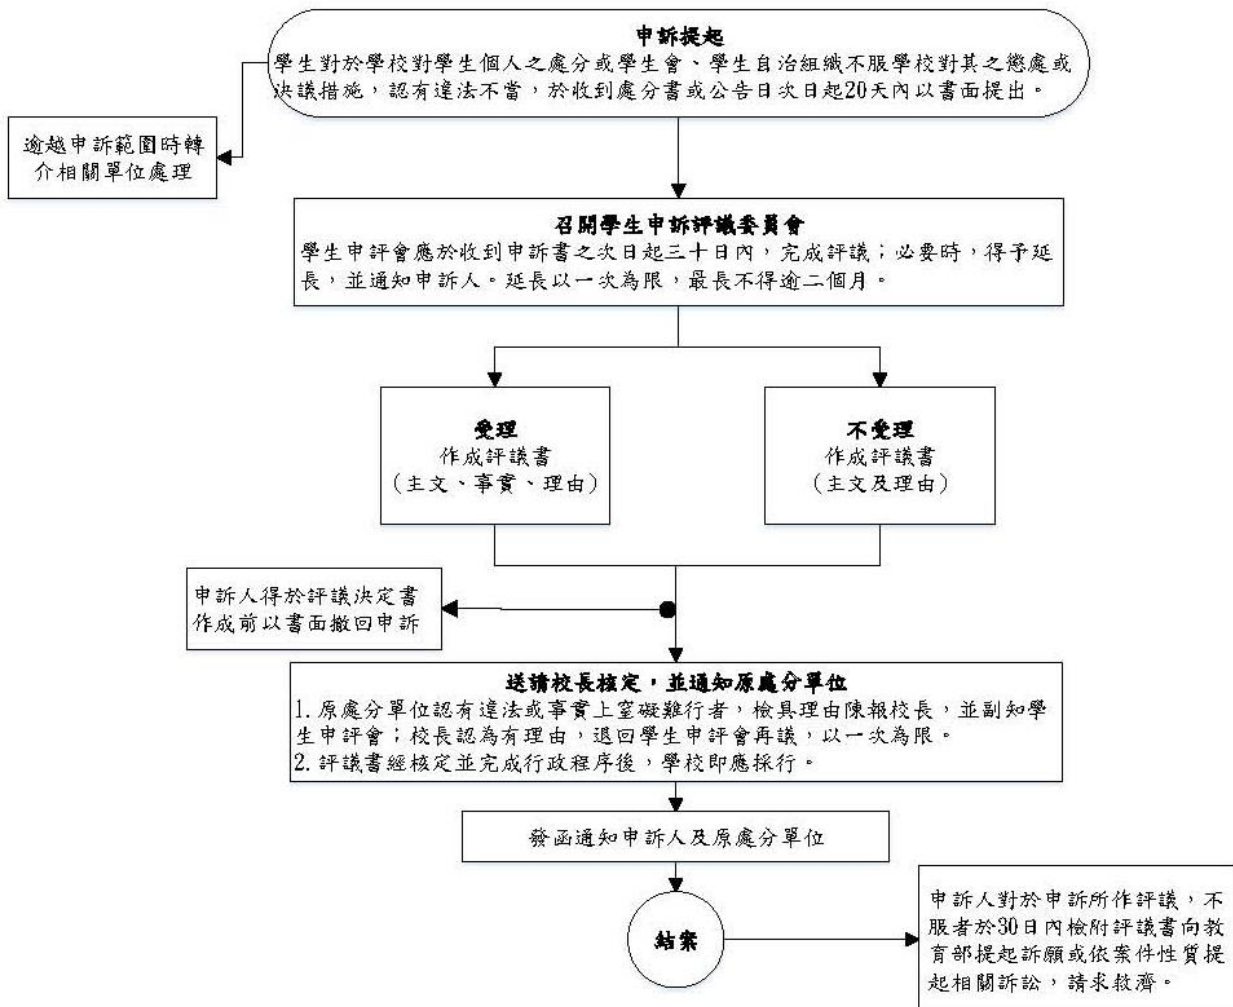 申訴提起
學生對於學校對學生個人之處分或學生會、學生自治組織不服學校對其之懲處或
決議措施，認有違法不當，於收到處分書或公告日次日起20天內以書面提出。
逾越申訴範圍時轉
介相關單位處理
召開學生申訴評議委員會
學生申評會應於收到申訴書之次日起三十日內，完成評議；必要時，得予延
長，並通知申訴人。延長以一次為限，最長不得逾二個月。
受理
作成評議書
（主文、事實、理由）
不受理
作成評議書
（主文及理由）
申訴人得於評議決定書
作成前以書面撤回申訴
送請校長核定，並通知原處分單位
1. 原處分單位認有違法或事實上窒礙難行者，檢具理由陳報校長，並副知學
生申評會；校長認為有理由，退回學生申評會再議，以一次為限。
2. 評議書經核定並完成行政程序後，學校即應採行。
發函通知申訴人及原處分單位
結案
申訴人對於申訴所作評議，不
服者於30日內檢附評議書向教
育部提起訴願或依案件性質提
起相關訴訟，請求救濟。